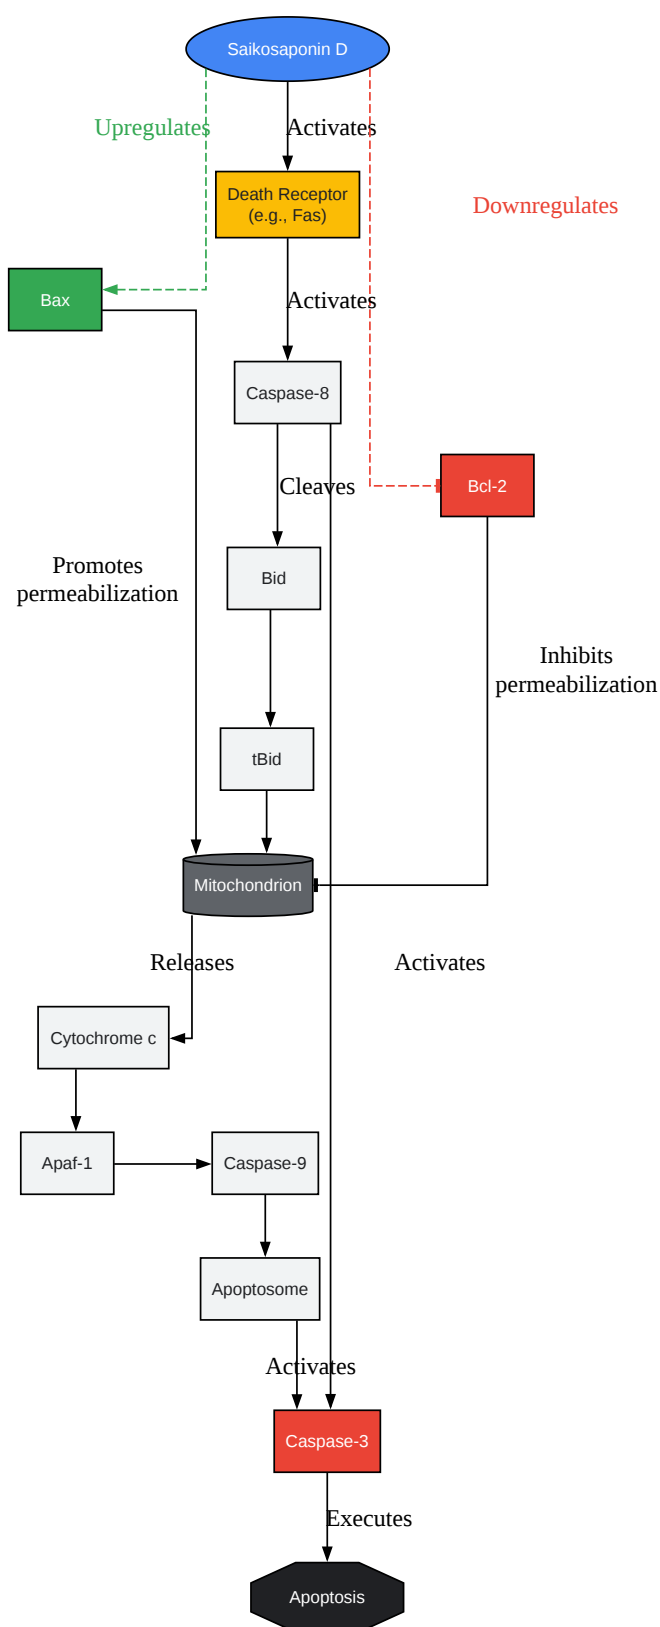 Saikosaponin D
Upregulates
Activates
Death Receptor
(e.g., Fas)
Downregulates
Bax
Activates
Caspase-8
Cleaves
Bcl-2
Promotes
permeabilization
Bid
Inhibits
permeabilization
tBid
Mitochondrion
Releases
Activates
Cytochrome c
Apaf-1
Caspase-9
Apoptosome
Activates
Caspase-3
Executes
Apoptosis